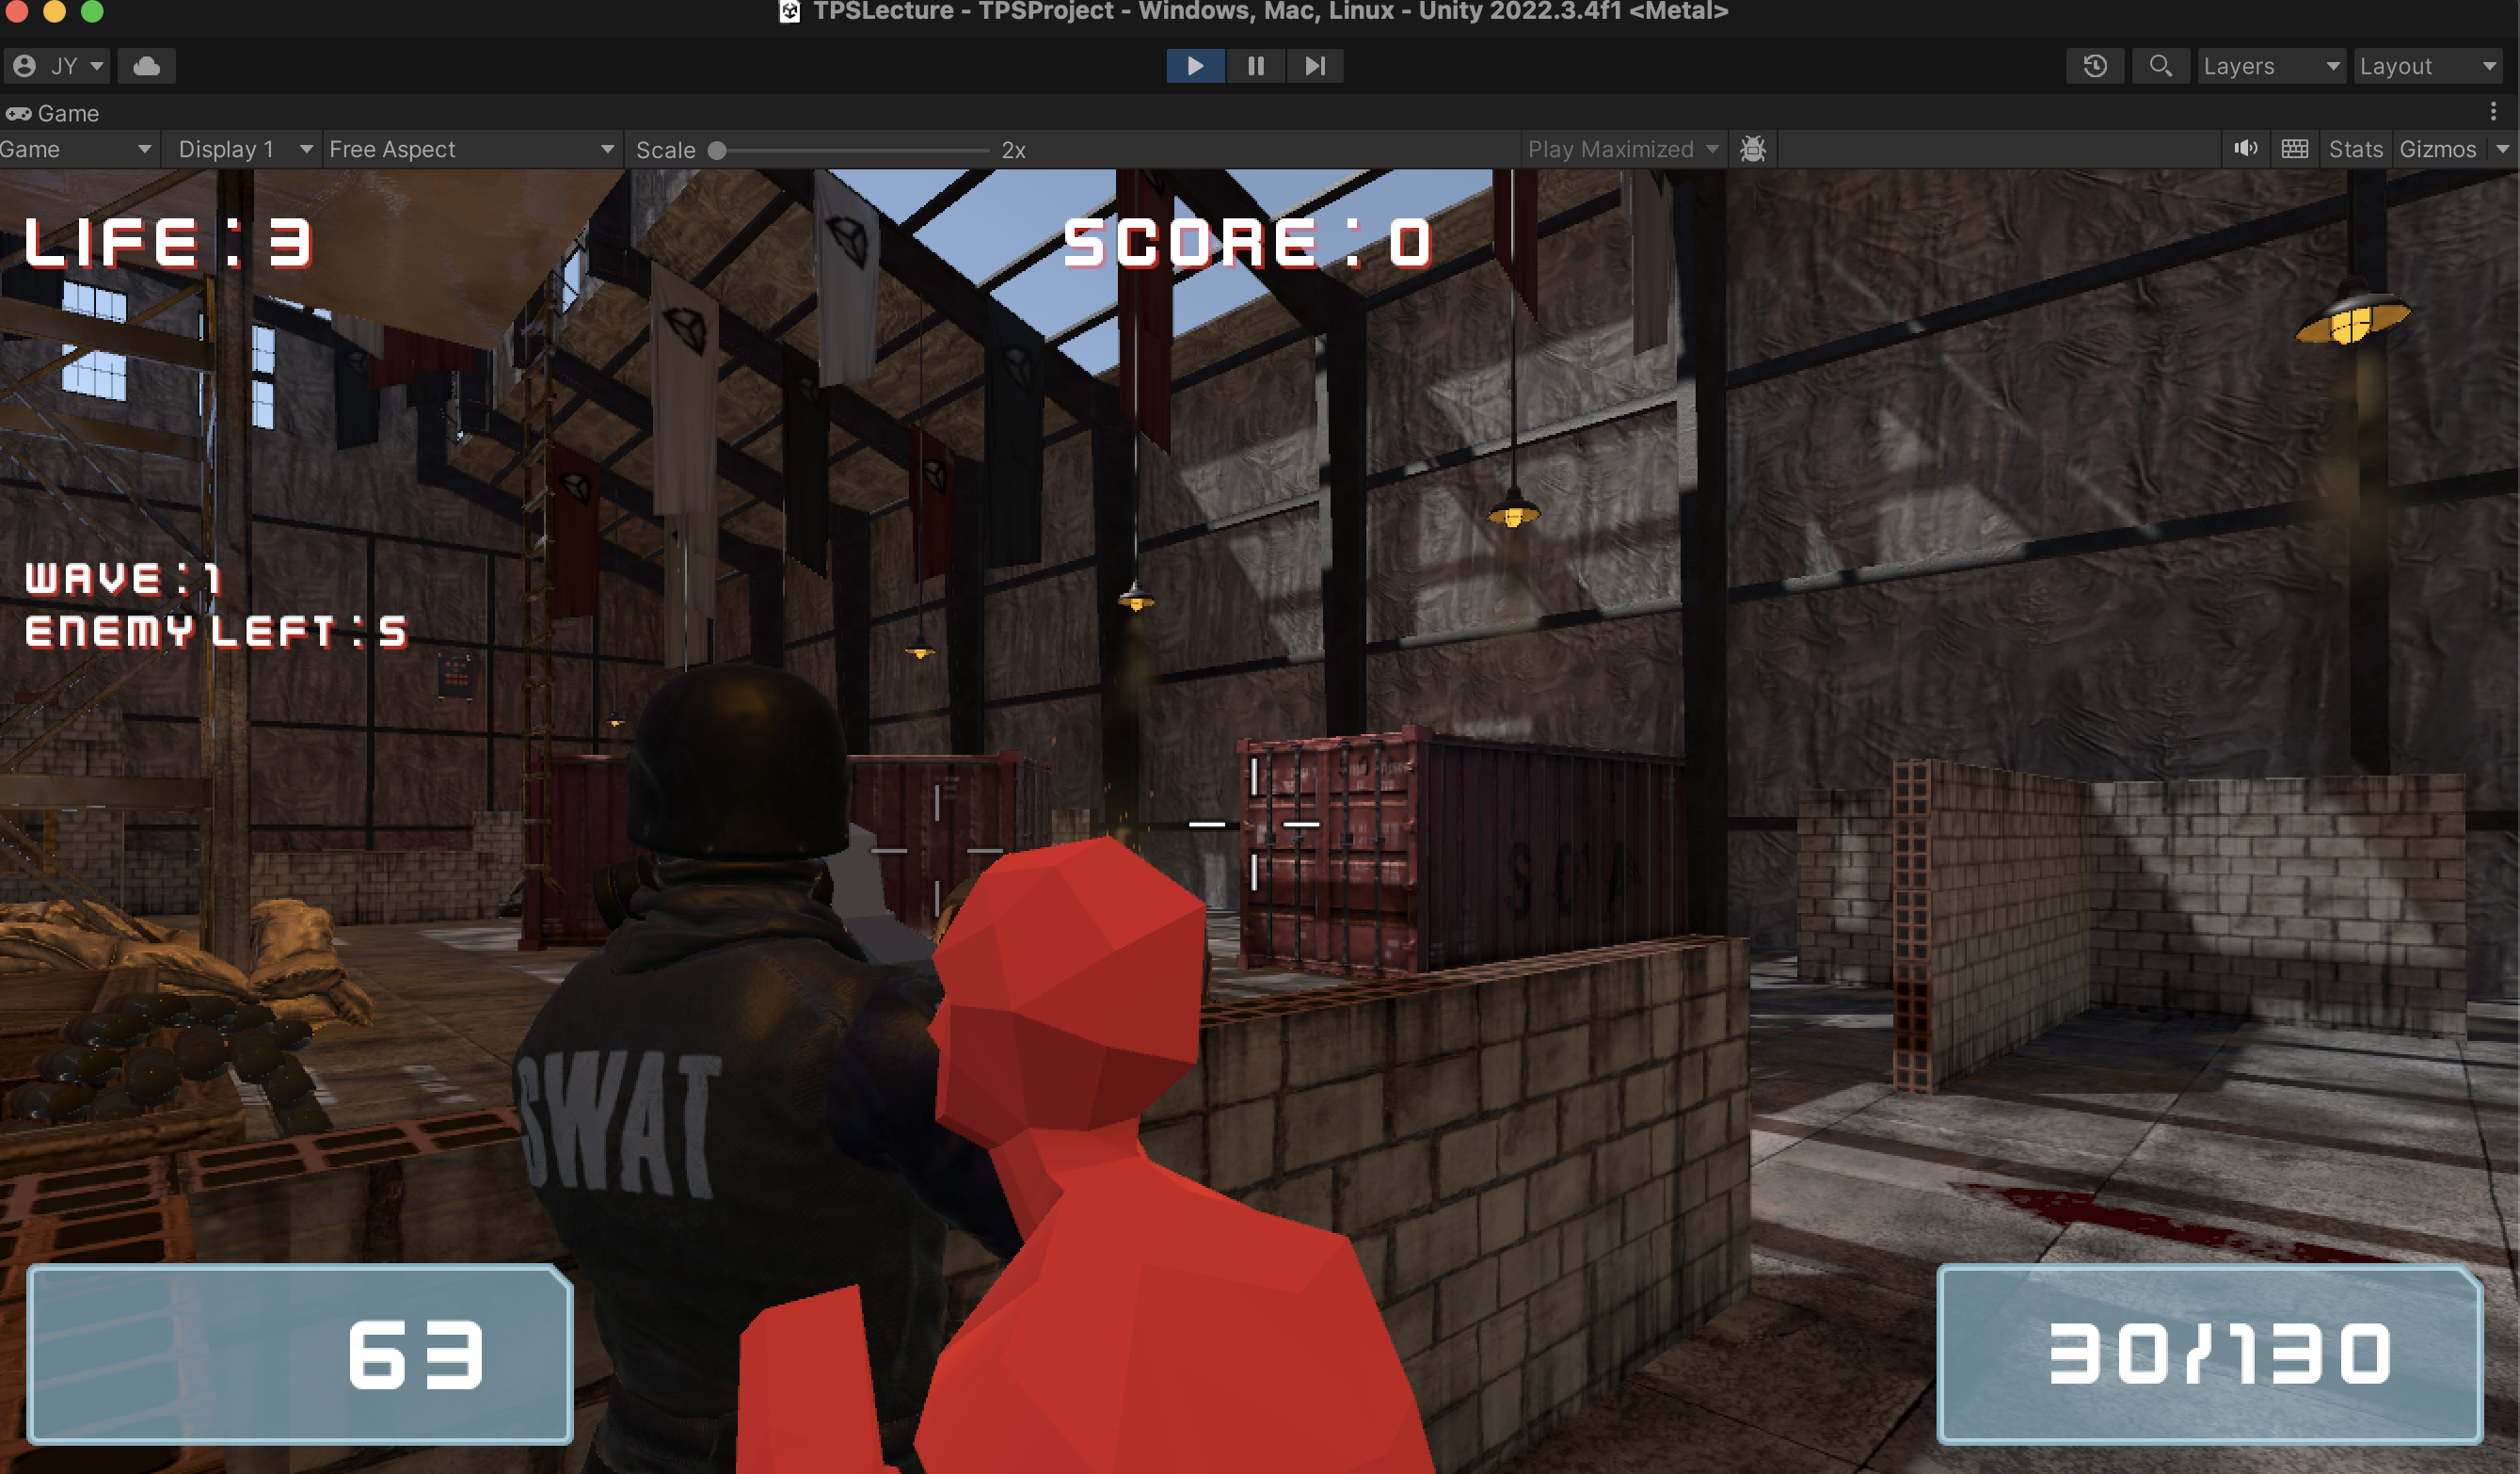 TPSLecture - TPSProject - Windows, Mac, Linux - Unity 2022.3.4f1 <Metal>
JY
Layers
Layout
Game
Game
Display 1
Free Aspect
Scale
2x
Play Maximized
Stats
Gizmos
LIFE : 3
SCORE : 0
WAVE : 1
ENEMY LEFT : 5
SWAT
63
30/130